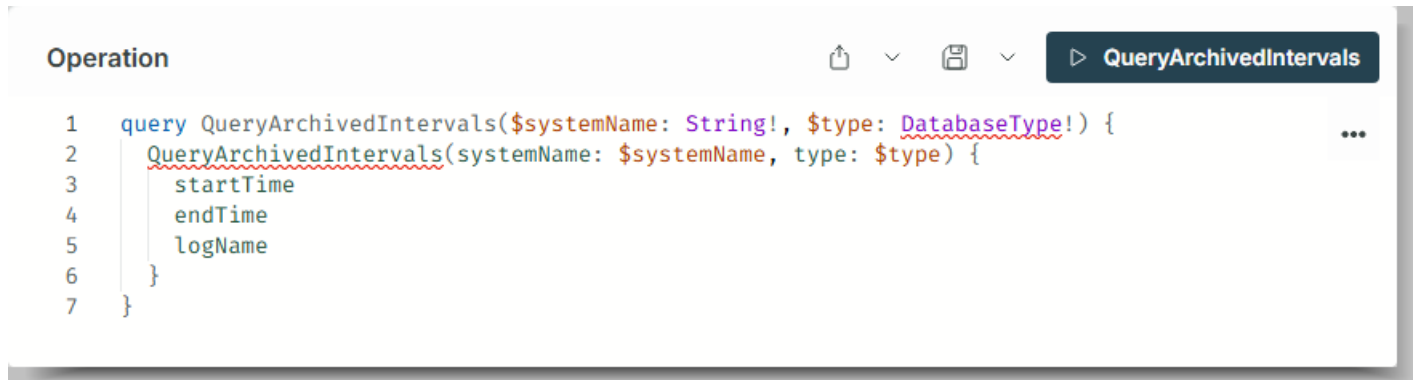 Operation
QueryArchivedIntervals
1 query QueryArchivedIntervals($systemName: String!, $type: DatabaseType!) {
2 QueryArchivedIntervals(systemName: $systemName, type: $type) {
3 startTime
4 endTime
5 logName
6 }
7 }